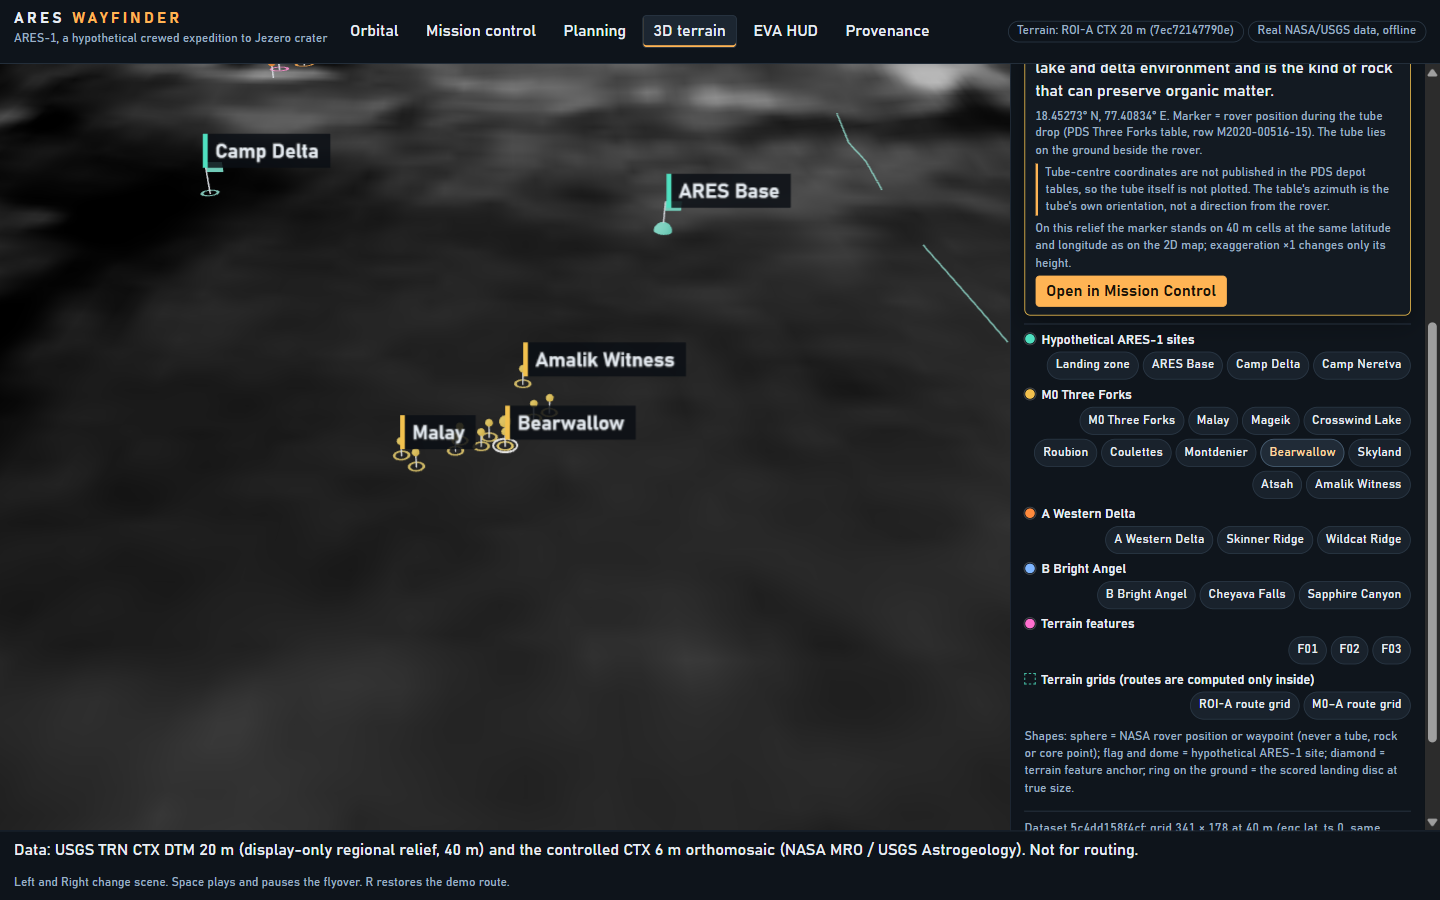 ARES WAYFINDER
ARES-1, a hypothetical crewed expedition to Jezero crater
Orbital
Mission control
Planning
3D terrain
EVA HUD
Provenance
Terrain: ROI-A CTX 20 m (7ec72147790e)
Real NASA/USGS data, offline
Camp Delta
ARES Base
Amalik Witness
Bearwallow
Malay
lake and delta environment and is the kind of rock
that can preserve organic matter.
18.45273° N, 77.40834° E. Marker = rover position during the tube
drop (PDS Three Forks table, row M2020-00516-15). The tube lies
on the ground beside the rover.
Tube-centre coordinates are not published in the PDS depot
tables, so the tube itself is not plotted. The table's azimuth is the
tube's own orientation, not a direction from the rover.
On this relief the marker stands on 40 m cells at the same latitude
and longitude as on the 2D map; exaggeration ×1 changes only its
height.
Open in Mission Control
Hypothetical ARES-1 sites
Landing zone
ARES Base
Camp Delta
Camp Neretva
M0 Three Forks
M0 Three Forks
Malay
Mageik
Crosswind Lake
Roubion
Coulettes
Montdenier
Bearwallow
Skyland
Atsah
Amalik Witness
A Western Delta
A Western Delta
Skinner Ridge
Wildcat Ridge
B Bright Angel
B Bright Angel
Cheyava Falls
Sapphire Canyon
Terrain features
F01
F02
F03
Terrain grids (routes are computed only inside)
ROI-A route grid
M0–A route grid
Shapes: sphere = NASA rover position or waypoint (never a tube, rock
or core point); flag and dome = hypothetical ARES-1 site; diamond =
terrain feature anchor; ring on the ground = the scored landing disc at
true size.
Dataset 5c4dd158f4cf: grid 341 × 178 at 40 m (eqc lat_ts 0, same
Data: USGS TRN CTX DTM 20 m (display-only regional relief, 40 m) and the controlled CTX 6 m orthomosaic (NASA MRO / USGS Astrogeology). Not for routing.
Left and Right change scene. Space plays and pauses the flyover. R restores the demo route.